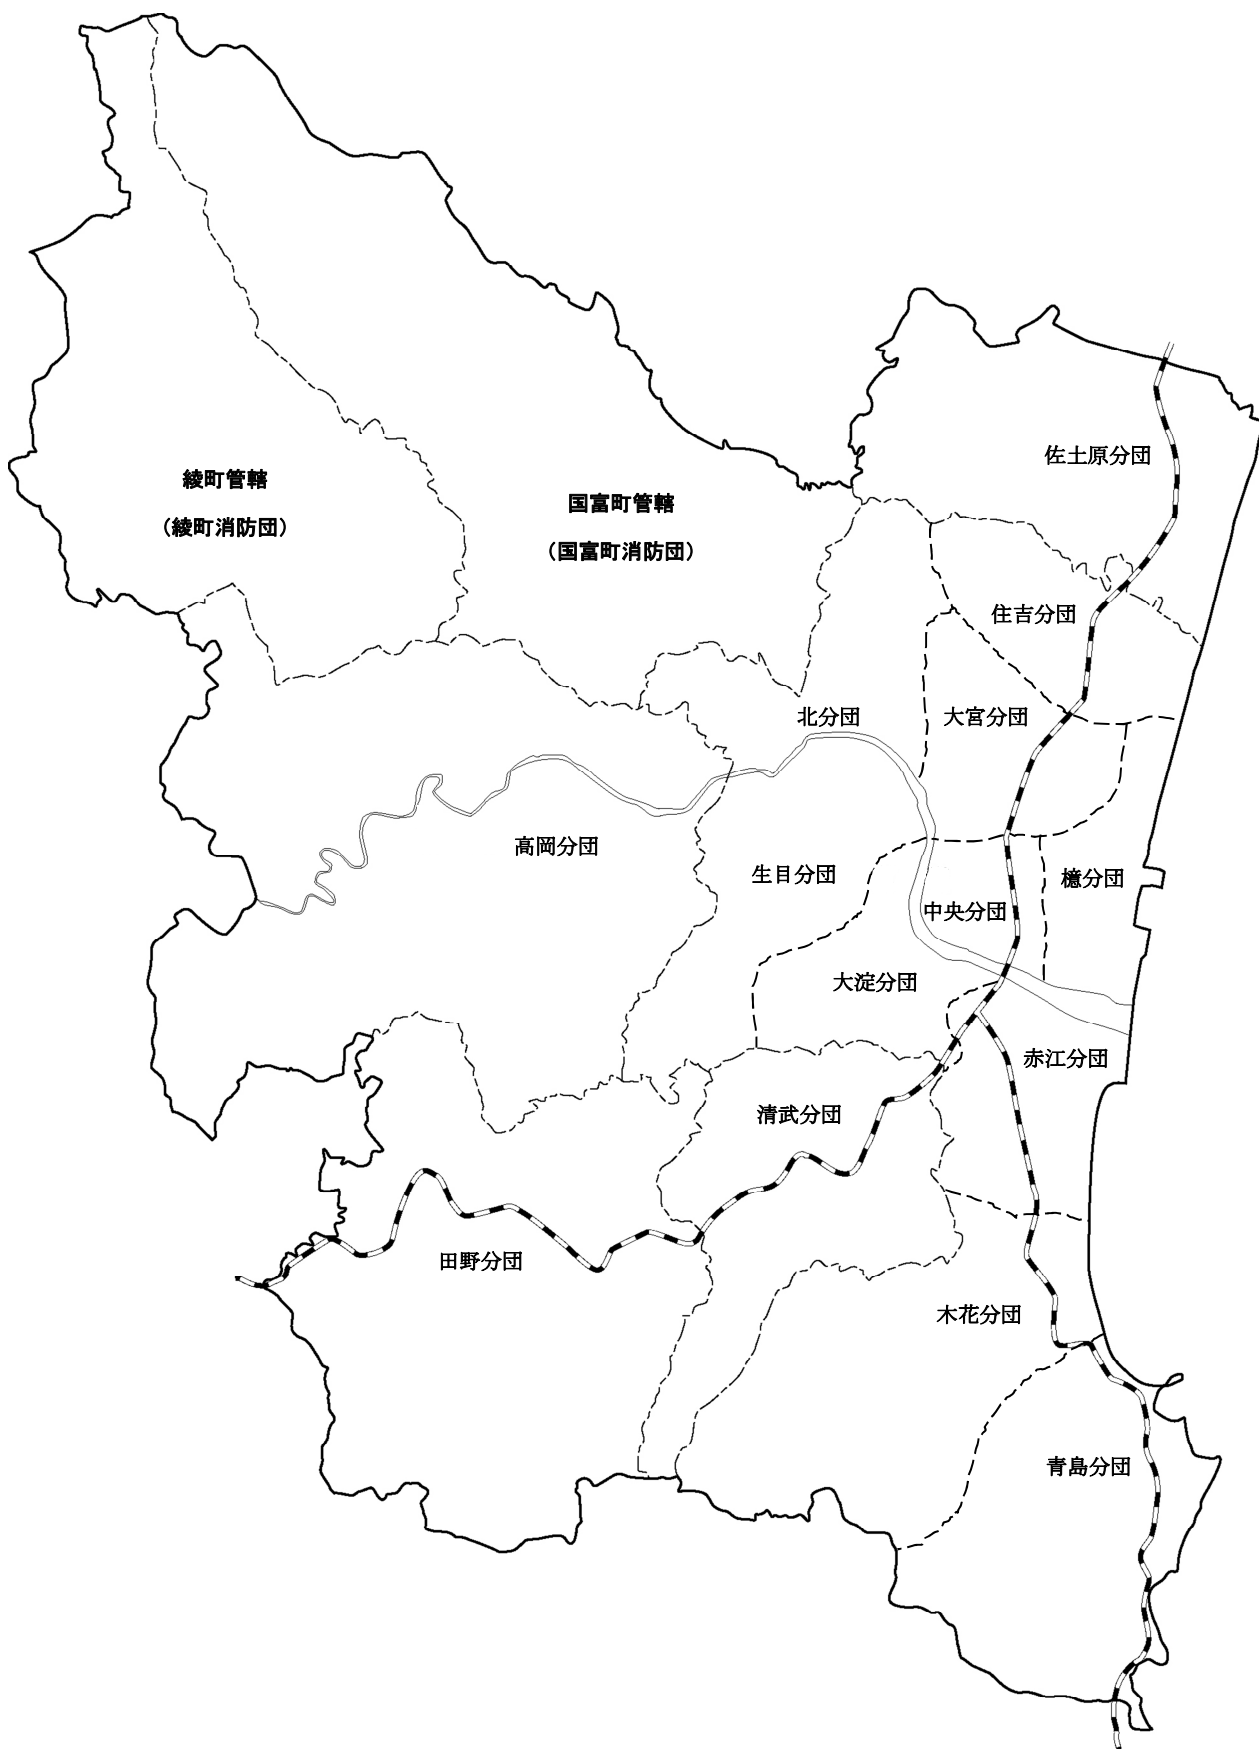 佐土原分団
綾町管轄
（綾町消防団）
国富町管轄
（国富町消防団）
住吉分団
北分団
大宮分団
高岡分団
生目分団
檍分団
中央分団
大淀分団
赤江分団
清武分団
田野分団
木花分団
青島分団